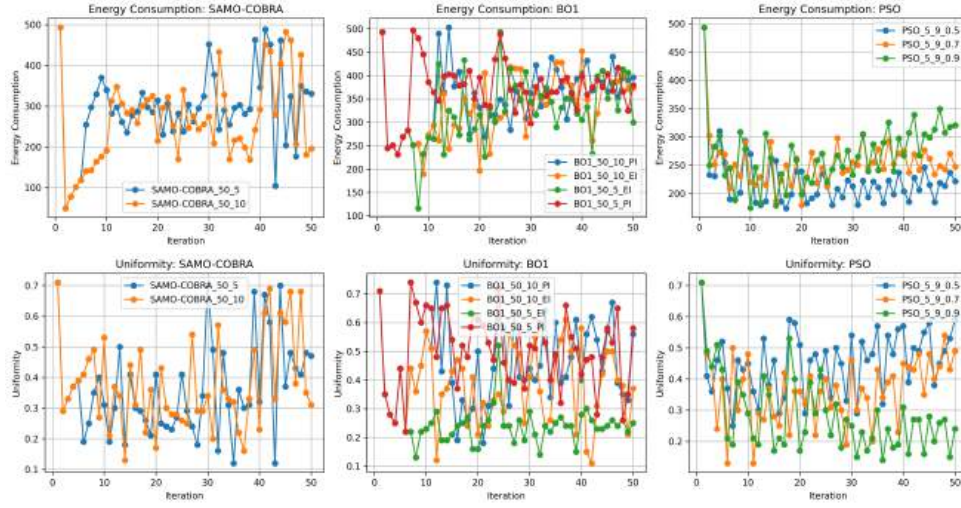 Energy Consumption: SAMO-COBRA
Energy Consumption: BO1
Energy Consumption: PSO
Energy Consumption
500
400
300
200
100
SAMO-COBRA_50_5
SAMO-COBRA_50_10
0 10 20 30 40 50
Iteration
Energy Consumption
500
450
400
350
300
250
200
150
100
BO1_50_10_PI
BO1_50_10_EI
BO1_50_5_EI
BO1_50_5_PI
0 10 20 30 40 50
Iteration
Energy Consumption
500
450
400
350
300
250
200
PSO_5_9_0.5
PSO_5_9_0.7
PSO_5_9_0.9
0 10 20 30 40 50
Iteration
Uniformity: SAMO-COBRA
Uniformity: BO1
Uniformity: PSO
Uniformity
0.7
0.6
0.5
0.4
0.3
0.2
0.1
SAMO-COBRA_50_5
SAMO-COBRA_50_10
0 10 20 30 40 50
Iteration
Uniformity
0.7
0.6
0.5
0.4
0.3
0.2
0.1
BO1_50_10_PI
BO1_50_10_EI
BO1_50_5_EI
BO1_50_5_PI
0 10 20 30 40 50
Iteration
Uniformity
0.7
0.6
0.5
0.4
0.3
0.2
PSO_5_9_0.5
PSO_5_9_0.7
PSO_5_9_0.9
0 10 20 30 40 50
Iteration